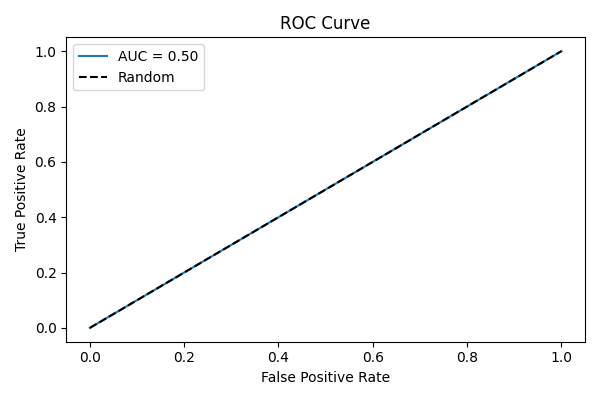 ROC Curve
AUC = 0.50
Random
True Positive Rate
1.0
0.8
0.6
0.4
0.2
0.0
0.0 0.2 0.4 0.6 0.8 1.0
False Positive Rate